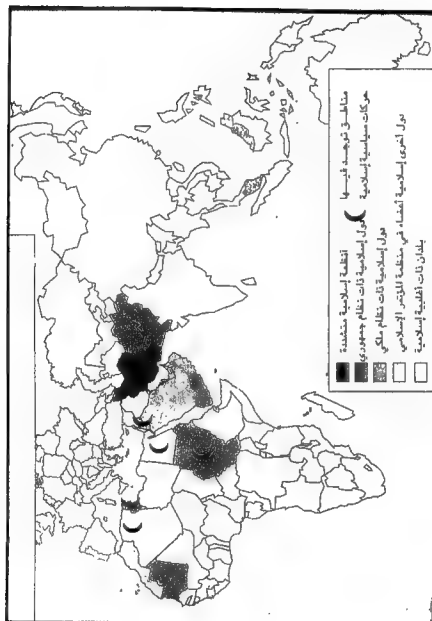 أنظمة إسلامية متشددة
دول إسلامية ذات نظام جمهوري
دول إسلامية ذات نظام ملكي
دول أخرى إسلامية أعضاء في منظمة المؤتمر الإسلامي
بلدان ذات أقلية إسلامية
مناطق توجد فيها
حركات سياسية إسلامية